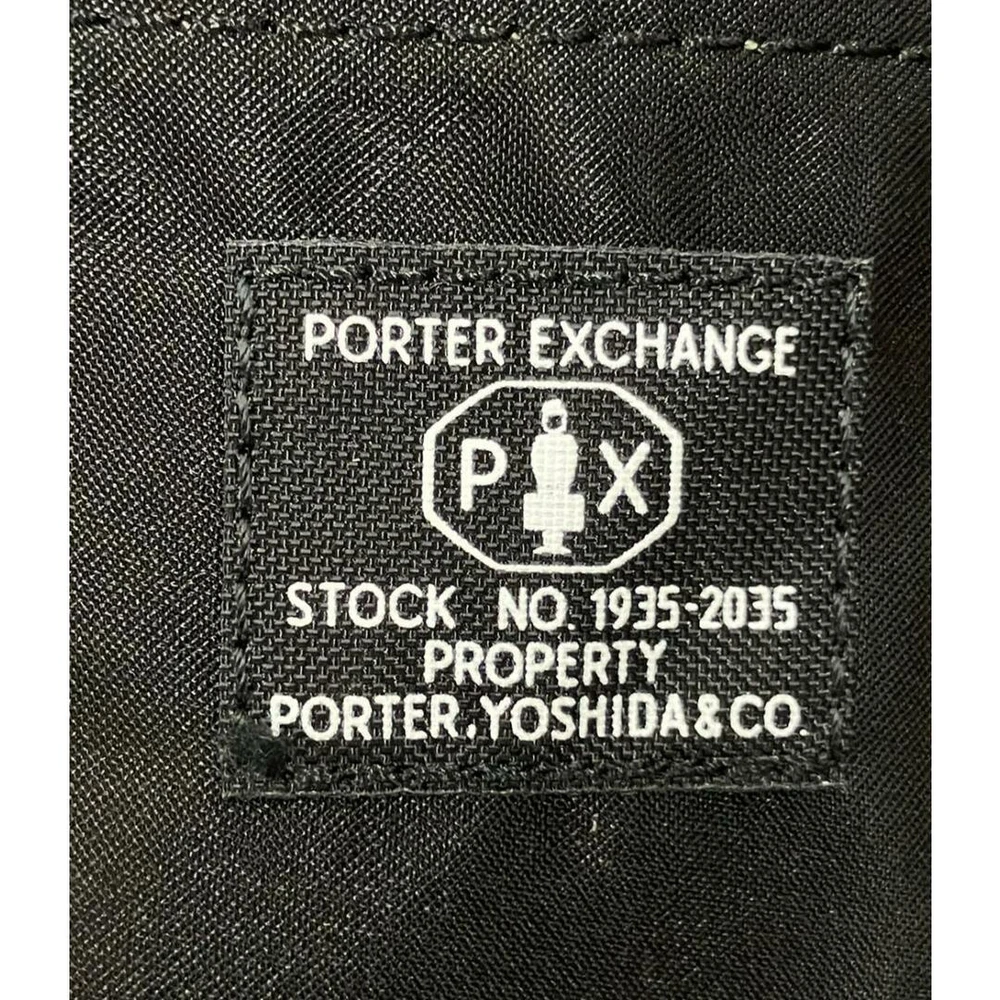 PORTER EXCHANGE
P X
STOCK NO. 1935-2035
PROPERTY
PORTER.YOSHIDA&CO.